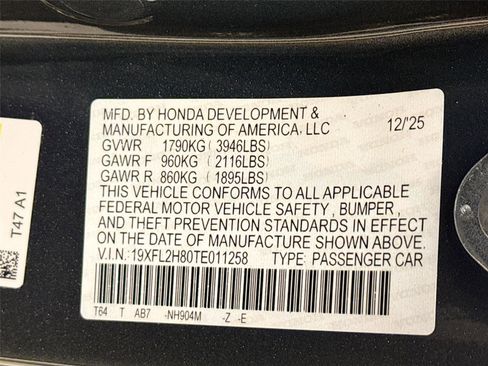 MFD. BY HONDA DEVELOPMENT &
MANUFACTURING OF AMERICA, LLC 12/25
GVWR 1790KG (3946LBS)
GAWR F 960KG (2116LBS)
GAWR R 860KG (1895LBS)
THIS VEHICLE CONFORMS TO ALL APPLICABLE
FEDERAL MOTOR VEHICLE SAFETY, BUMPER,
AND THEFT PREVENTION STANDARDS IN EFFECT
ON THE DATE OF MANUFACTURE SHOWN ABOVE.
V.I.N.: 19XFL2H80TE011258 TYPE: PASSENGER CAR
T64 T AB7 -NH904M -Z -E
T47 A1